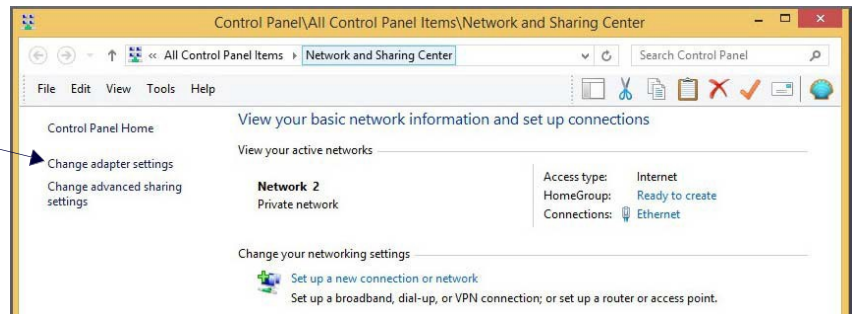 Control Panel\All Control Panel Items\Network and Sharing Center
« All Control Panel Items ▸ Network and Sharing Center
Search Control Panel
File Edit View Tools Help
Control Panel Home
Change adapter settings
Change advanced sharing
settings
View your basic network information and set up connections
View your active networks
Network 2
Private network
Access type: Internet
HomeGroup: Ready to create
Connections: Ethernet
Change your networking settings
Set up a new connection or network
Set up a broadband, dial-up, or VPN connection; or set up a router or access point.